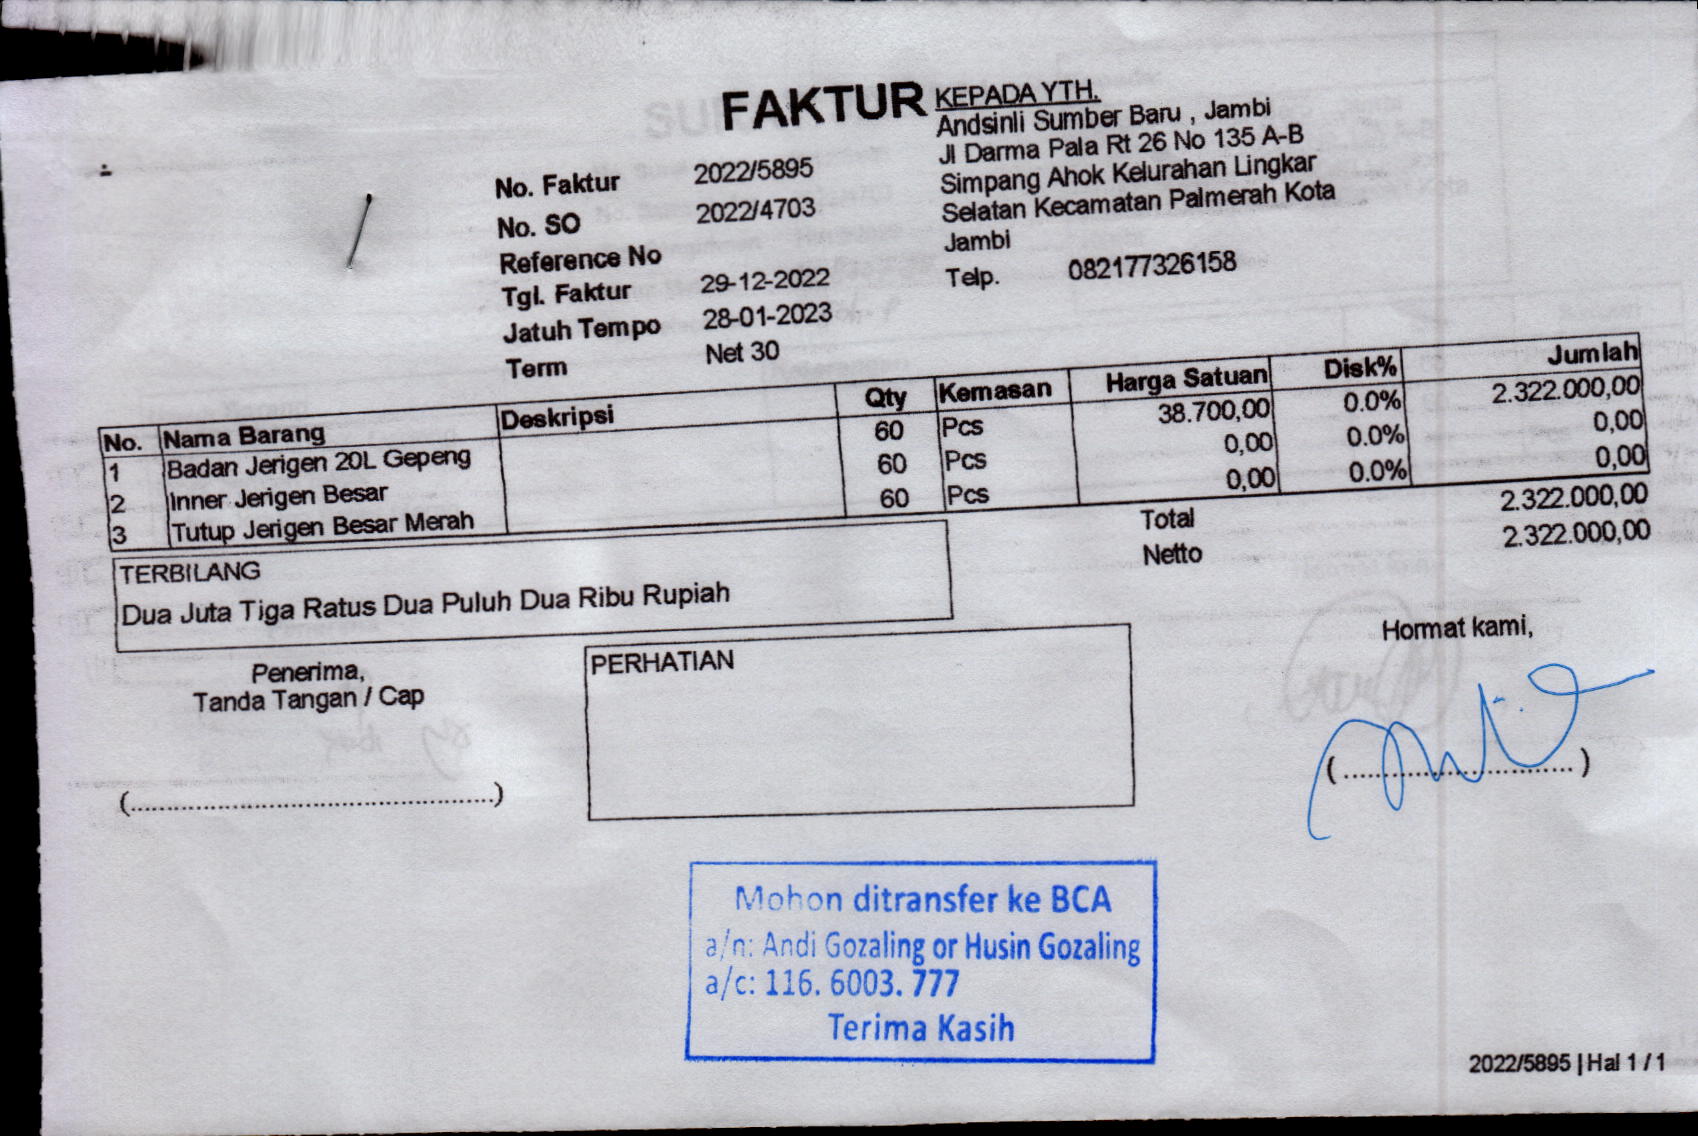 FAKTUR
No. Faktur 2022/5895
No. SO 2022/4703
Reference No
Tgl. Faktur 29-12-2022
Jatuh Tempo 28-01-2023
Term Net 30
KEPADA YTH.
Andsinli Sumber Baru , Jambi
Jl Darma Pala Rt 26 No 135 A-B
Simpang Ahok Kelurahan Lingkar
Selatan Kecamatan Palmerah Kota
Jambi
Telp. 082177326158
No. Nama Barang Deskripsi Qty Kemasan Harga Satuan Disk% Jumlah
1 Badan Jerigen 20L Gepeng 60 Pcs 38.700,00 0.0% 2.322.000,00
2 Inner Jerigen Besar 60 Pcs 0,00 0.0% 0,00
3 Tutup Jerigen Besar Merah 60 Pcs 0,00 0.0% 0,00
Total 2.322.000,00
Netto 2.322.000,00
TERBILANG
Dua Juta Tiga Ratus Dua Puluh Dua Ribu Rupiah
Penerima,
Tanda Tangan / Cap
(................................................)
PERHATIAN
Hormat kami,
(..............................)
Mohon ditransfer ke BCA
a/n: Andi Gozaling or Husin Gozaling
a/c: 116. 6003. 777
Terima Kasih
2022/5895 | Hal 1 / 1